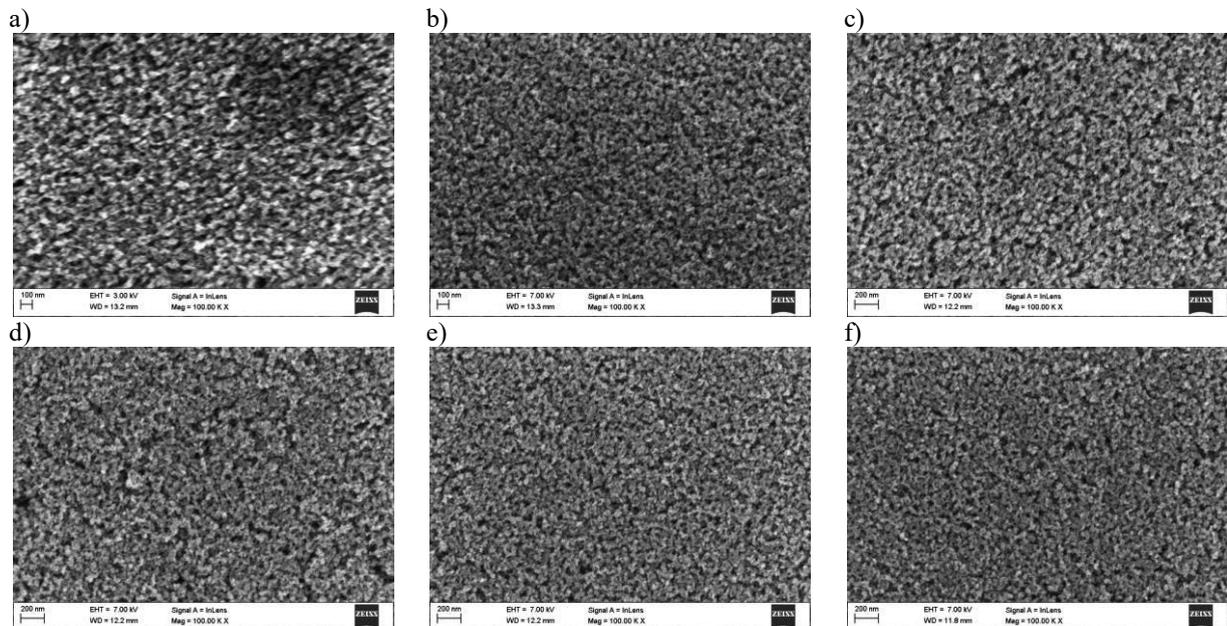 a)
b)
c)
100 nm EHT = 3.00 kV Signal A = InLens ZEISS
WD = 13.2 mm Mag = 100.00 K X
100 nm EHT = 7.00 kV Signal A = InLens ZEISS
WD = 13.3 mm Mag = 100.00 K X
200 nm EHT = 7.00 kV Signal A = InLens ZEISS
WD = 12.2 mm Mag = 100.00 K X
d)
e)
f)
200 nm EHT = 7.00 kV Signal A = InLens ZEISS
WD = 12.2 mm Mag = 100.00 K X
200 nm EHT = 7.00 kV Signal A = InLens ZEISS
WD = 12.2 mm Mag = 100.00 K X
200 nm EHT = 7.00 kV Signal A = InLens ZEISS
WD = 11.8 mm Mag = 100.00 K X